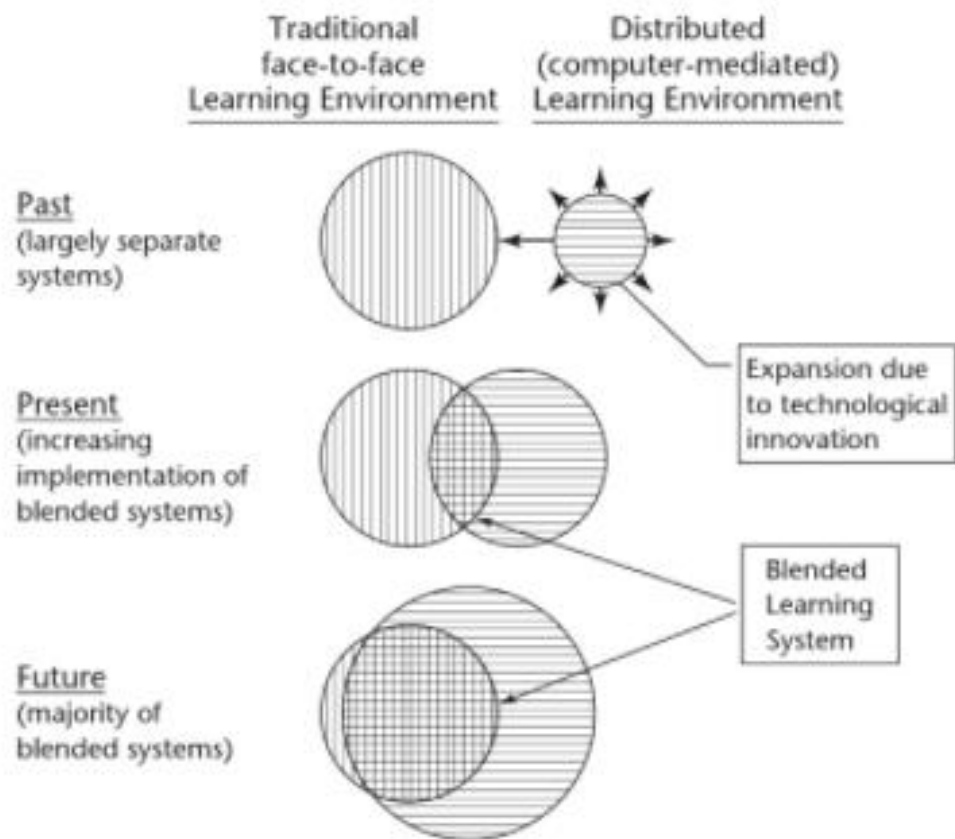 Traditional
face-to-face
Learning Environment
Distributed
(computer-mediated)
Learning Environment
Past
(largely separate
systems)
Expansion due
to technological
innovation
Present
(increasing
implementation of
blended systems)
Blended
Learning
System
Future
(majority of
blended systems)